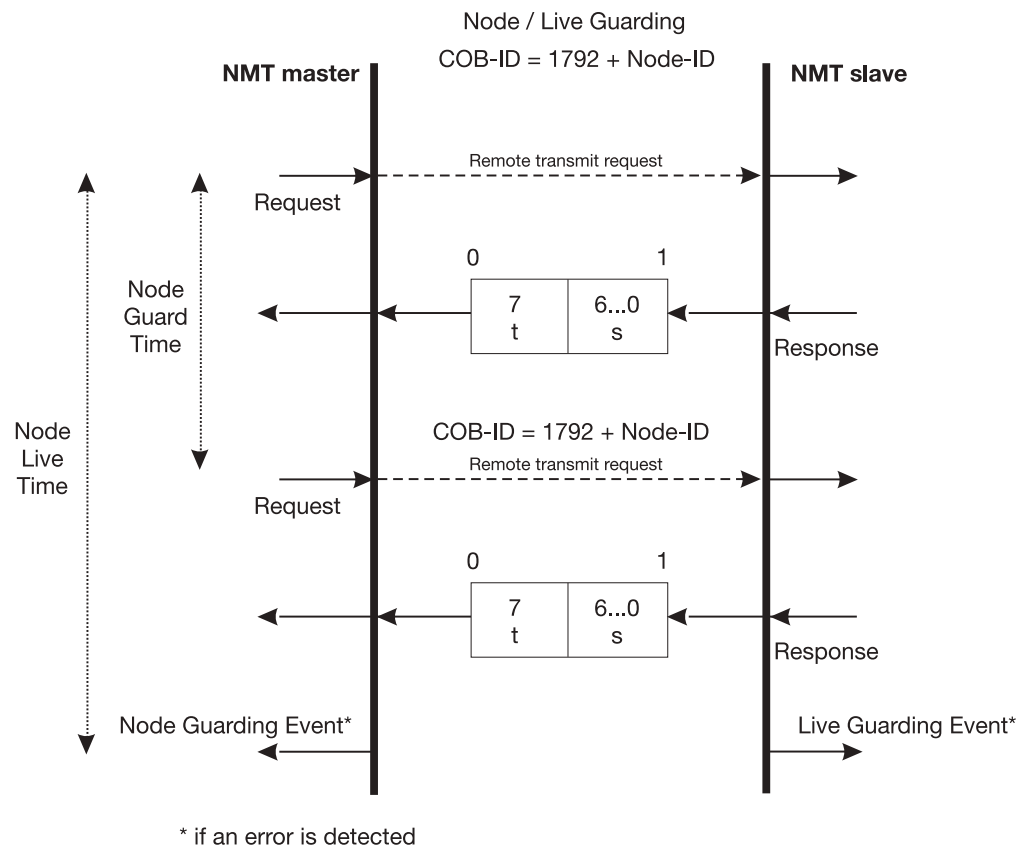 Node / Live Guarding
COB-ID = 1792 + Node-ID
NMT master
NMT slave
Remote transmit request
Request
0 1
7 6...0
t s
Response
Node
Guard
Time
Node
Live
Time
COB-ID = 1792 + Node-ID
Remote transmit request
Request
0 1
7 6...0
t s
Response
Node Guarding Event*
Live Guarding Event*
* if an error is detected